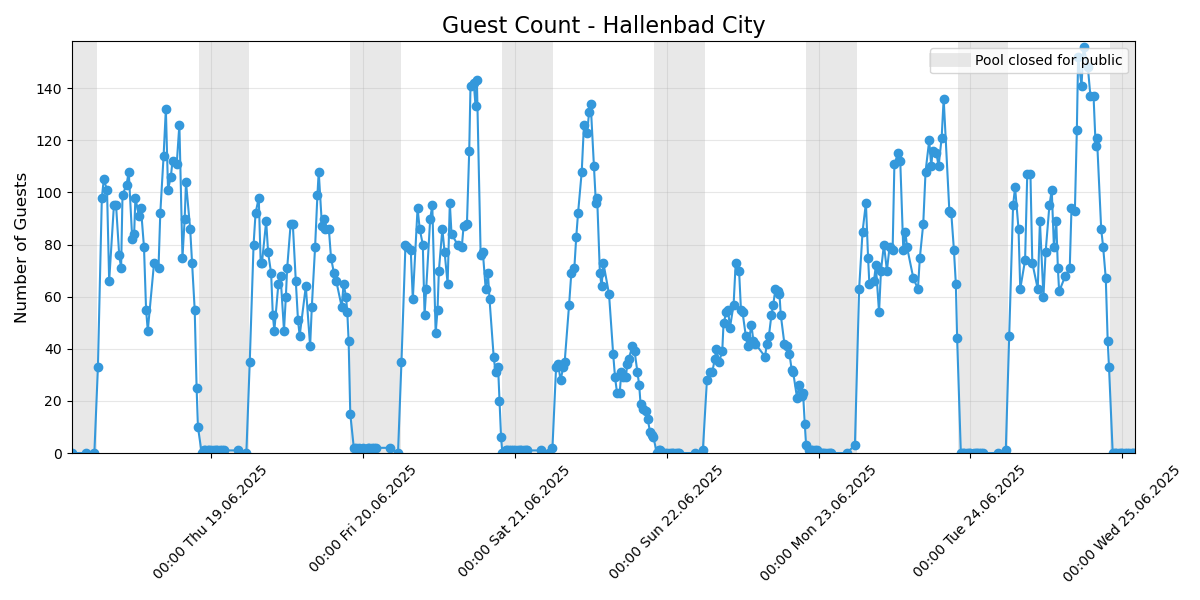 Guest Count - Hallenbad City
Pool closed for public
Number of Guests
140
120
100
80
60
40
20
0
00:00 Thu 19.06.2025
00:00 Fri 20.06.2025
00:00 Sat 21.06.2025
00:00 Sun 22.06.2025
00:00 Mon 23.06.2025
00:00 Tue 24.06.2025
00:00 Wed 25.06.2025